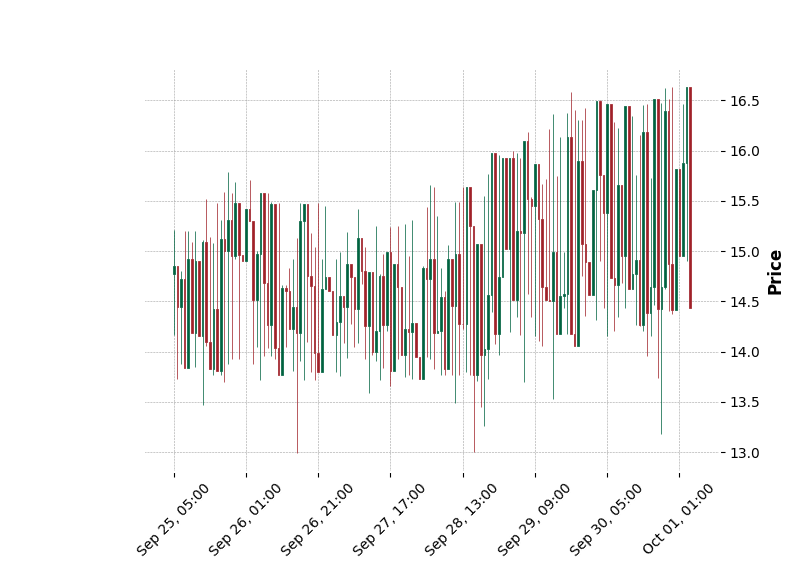 16.5
16.0
15.5
15.0
14.5
14.0
13.5
13.0
Price
Sep 25, 05:00
Sep 26, 01:00
Sep 26, 21:00
Sep 27, 17:00
Sep 28, 13:00
Sep 29, 09:00
Sep 30, 05:00
Oct 01, 01:00